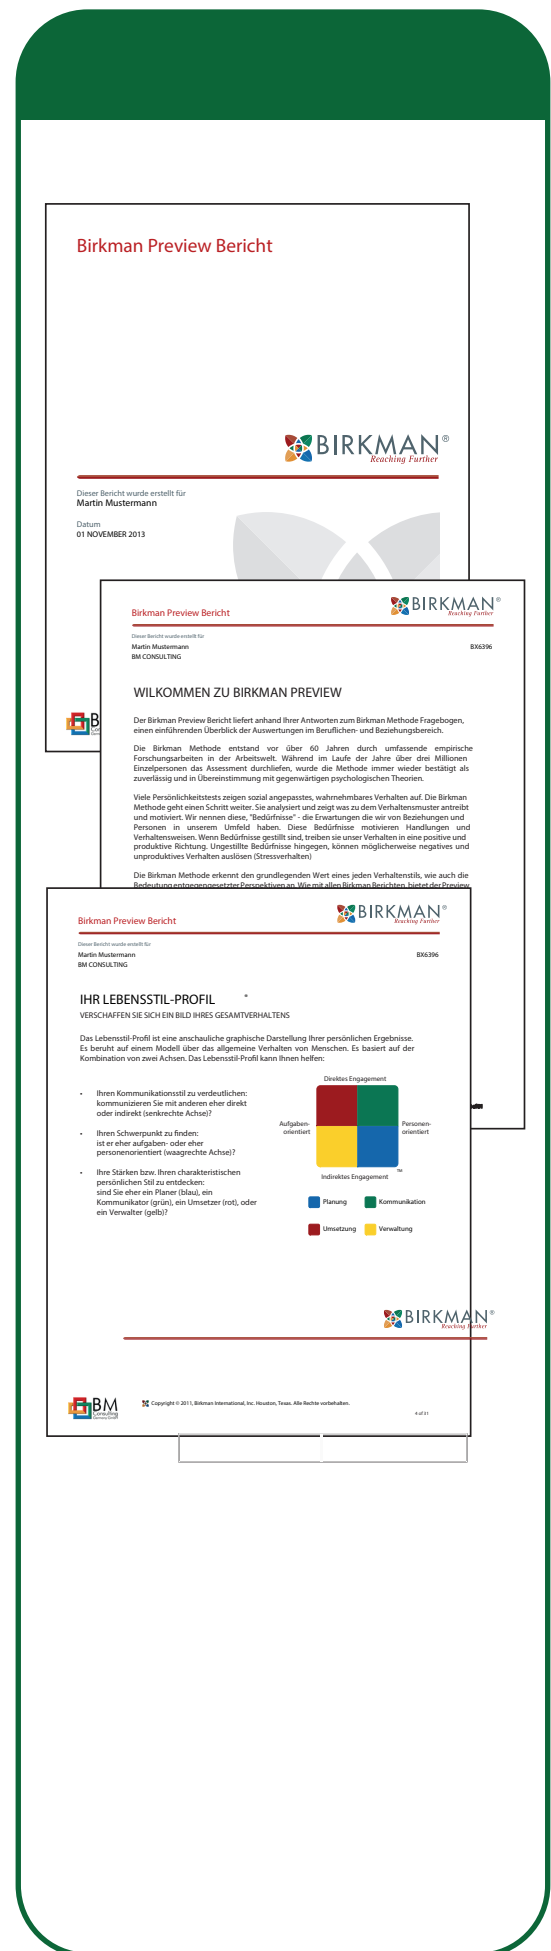 Birkman Preview Bericht
BIRKMAN®
Reaching Further
Dieser Bericht wurde erstellt für
Martin Mustermann
Datum
01 NOVEMBER 2013
B
Birkman Preview Bericht
BIRKMAN®
Reaching Further
Dieser Bericht wurde erstellt für
Martin Mustermann
BX6396
BM CONSULTING
WILKOMMEN ZU BIRKMAN PREVIEW
Der Birkman Preview Bericht liefert anhand Ihrer Antworten zum Birkman Methode Fragebogen,
einen einführenden Überblick der Auswertungen im Beruflichen- und Beziehungsbereich.
Die Birkman Methode entstand vor über 60 Jahren durch umfassende empirische
Forschungsarbeiten in der Arbeitswelt. Während im Laufe der Jahre über drei Millionen
Einzelpersonen das Assessment durchliefen, wurde die Methode immer wieder bestätigt als
zuverlässig und in Übereinstimmung mit gegenwärtigen psychologischen Theorien.
Viele Persönlichkeitstests zeigen sozial angepasstes, wahrnehmbares Verhalten auf. Die Birkman
Methode geht einen Schritt weiter. Sie analysiert und zeigt was zu dem Verhaltensmuster antreibt
und motiviert. Wir nennen diese, "Bedürfnisse" - die Erwartungen die wir von Beziehungen und
Personen in unserem Umfeld haben. Diese Bedürfnisse motivieren Handlungen und
Verhaltensweisen. Wenn Bedürfnisse gestillt sind, treiben sie unser Verhalten in eine positive und
produktive Richtung. Ungestillte Bedürfnisse hingegen, können möglicherweise negatives und
unproduktives Verhalten auslösen (Stressverhalten)
Die Birkman Methode erkennt den grundlegenden Wert eines jeden Verhaltenstils, wie auch die
Bedeutung entgegengesetzter Perspektiven an. Wie mit allen Birkman Berichten, bietet der Preview
Birkman Preview Bericht
BIRKMAN®
Reaching Further
Dieser Bericht wurde erstellt für
Martin Mustermann
BX6396
BM CONSULTING
IHR LEBENSSTIL-PROFIL *
VERSCHAFFEN SIE SICH EIN BILD IHRES GESAMTVERHALTENS
Das Lebensstil-Profil ist eine anschauliche graphische Darstellung Ihrer persönlichen Ergebnisse.
Es beruht auf einem Modell über das allgemeine Verhalten von Menschen. Es basiert auf der
Kombination von zwei Achsen. Das Lebensstil-Profil kann Ihnen helfen:
• Ihren Kommunikationsstil zu verdeutlichen:
kommunizieren Sie mit anderen eher direkt
oder indirekt (senkrechte Achse)?
• Ihren Schwerpunkt zu finden:
ist er eher aufgaben- oder eher
personenorientiert (waagrechte Achse)?
• Ihre Stärken bzw. Ihren charakteristischen
persönlichen Stil zu entdecken:
sind Sie eher ein Planer (blau), ein
Kommunikator (grün), ein Umsetzer (rot), oder
ein Verwalter (gelb)?
Direktes Engagement
Aufgaben-
orientiert
Personen-
orientiert
Indirektes Engagement
™
Planung
Kommunikation
Umsetzung
Verwaltung
BIRKMAN®
Reaching Further
BM
Consulting
Germany GmbH
Copyright © 2011, Birkman International, Inc. Houston, Texas. Alle Rechte vorbehalten.
4 of 31